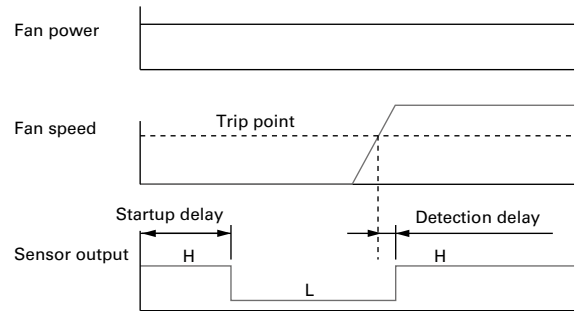 Fan power
Fan speed
Trip point
Startup delay
Detection delay
Sensor output
H
H
L